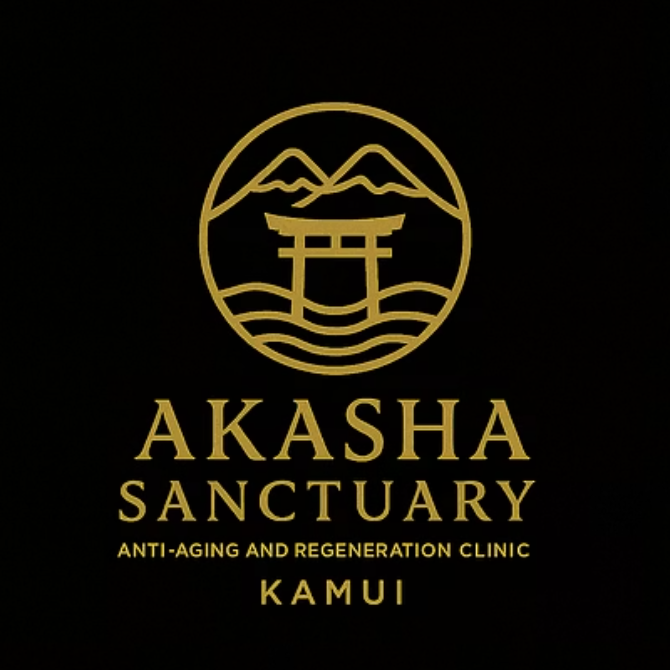 AKASHA
SANCTUARY
ANTI-AGING AND REGENERATION CLINIC
KAMUI